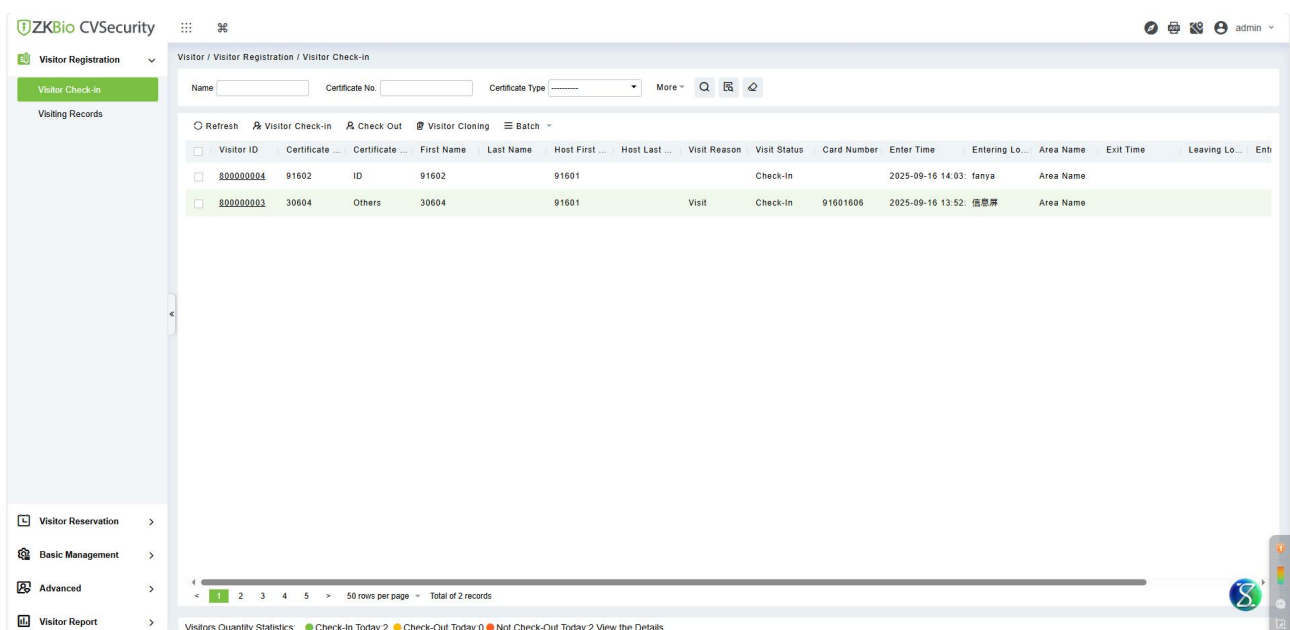 ZKBio CVSecurity
admin
Visitor Registration
Visitor Check-in
Visiting Records
Visitor / Visitor Registration / Visitor Check-in
Name Certificate No. Certificate Type ---------- More
Refresh Visitor Check-in Check Out Visitor Cloning Batch
Visitor ID Certificate ... Certificate ... First Name Last Name Host First ... Host Last ... Visit Reason Visit Status Card Number Enter Time Entering Lo... Area Name Exit Time Leaving Lo... Ent
800000004 91602 ID 91602 91601 Check-In 2025-09-16 14:03: fanya Area Name
800000003 30604 Others 30604 91601 Visit Check-In 91601606 2025-09-16 13:52: 信息屏 Area Name
Visitor Reservation
Basic Management
Advanced
Visitor Report
< 1 2 3 4 5 > 50 rows per page Total of 2 records
Visitors Quantity Statistics: Check-In Today:2 Check-Out Today:0 Not Check-Out Today:2 View the Details